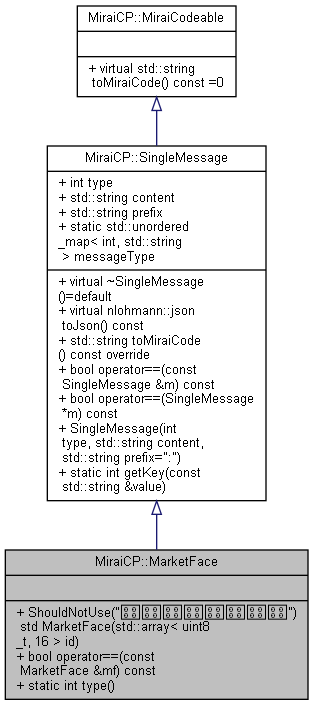 MiraiCP::MiraiCodeable
+ virtual std::string
toMiraiCode() const =0
MiraiCP::SingleMessage
+ int type
+ std::string content
+ std::string prefix
+ static std::unordered
_map< int, std::string
> messageType
+ virtual ~SingleMessage
()=default
+ virtual nlohmann::json
toJson() const
+ std::string toMiraiCode
() const override
+ bool operator==(const
SingleMessage &m) const
+ bool operator==(SingleMessage
*m) const
+ SingleMessage(int
type, std::string content,
std::string prefix=":")
+ static int getKey(const
std::string &value)
MiraiCP::MarketFace
+ ShouldNotUse("")
std MarketFace(std::array< uint8
_t, 16 > id)
+ bool operator==(const
MarketFace &mf) const
+ static int type()